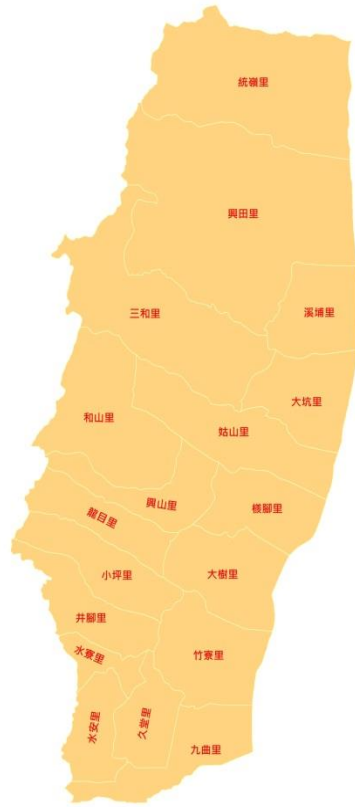 統嶺里
興田里
溪埔里
三和里
大坑里
和山里
姑山里
興山里
檨腳里
龍目里
小坪里
大樹里
井腳里
水寮里
竹寮里
水安里
久堂里
九曲里